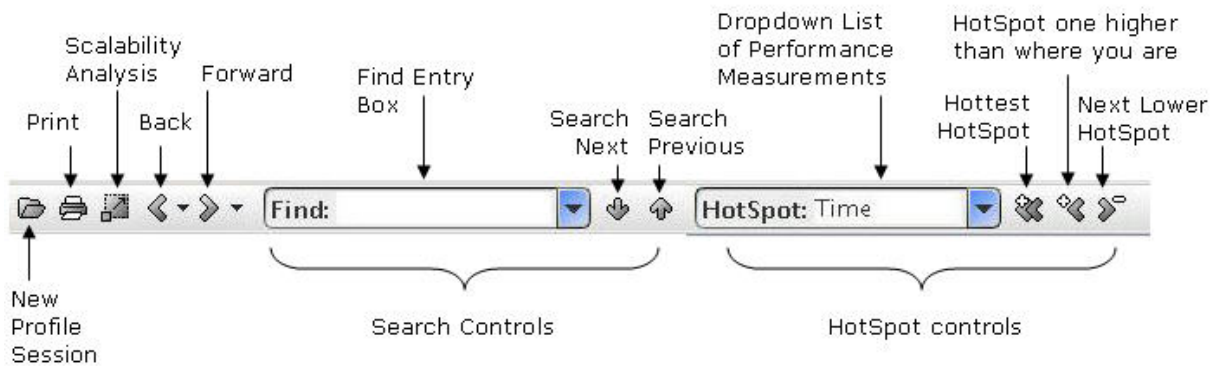 Dropdown List
of Performance
Measurements
HotSpot one higher
than where you are
Scalability
Analysis
Forward
Find Entry
Box
Hottest
HotSpot
Next Lower
HotSpot
Print
Back
Search
Next
Search
Previous
Find:
HotSpot: Time
New
Profile
Session
Search Controls
HotSpot controls